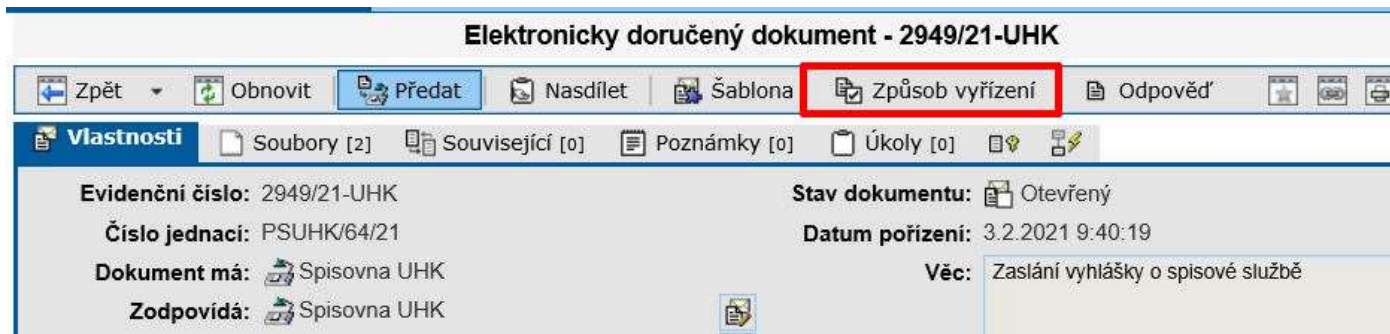 Elektronicky doručený dokument - 2949/21-UHK
Zpět Obnovit Předat Nasdílet Šablona Způsob vyřízení Odpověď
Vlastnosti Soubory [2] Související [0] Poznámky [0] Úkoly [0]
Evidenční číslo: 2949/21-UHK Stav dokumentu: Otevřený
Číslo jednací: PSUHK/64/21 Datum pořízení: 3.2.2021 9:40:19
Dokument má: Spisovna UHK Věc: Zaslání vyhlášky o spisové službě
Zodpovídá: Spisovna UHK